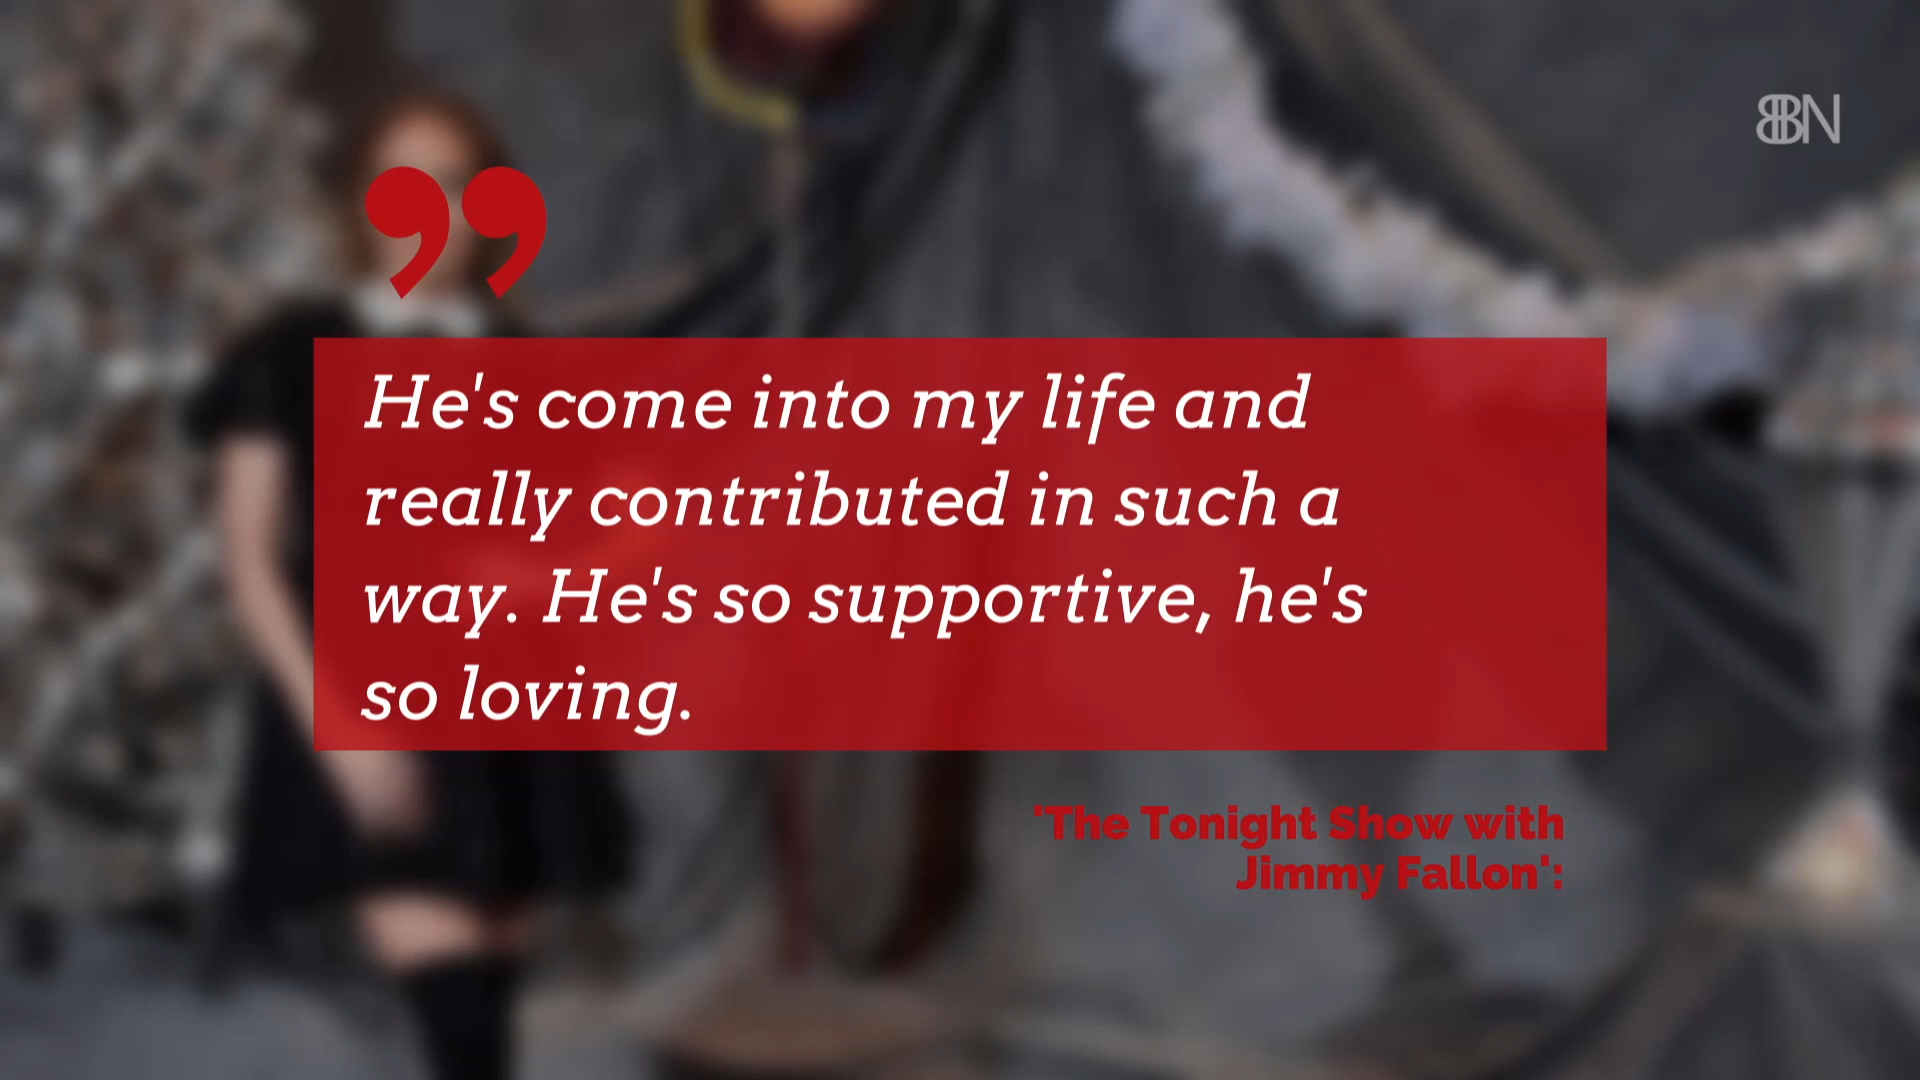 BBN
"
He's come into my life and
really contributed in such a
way. He's so supportive, he's
so loving.
'The Tonight Show with
Jimmy Fallon':